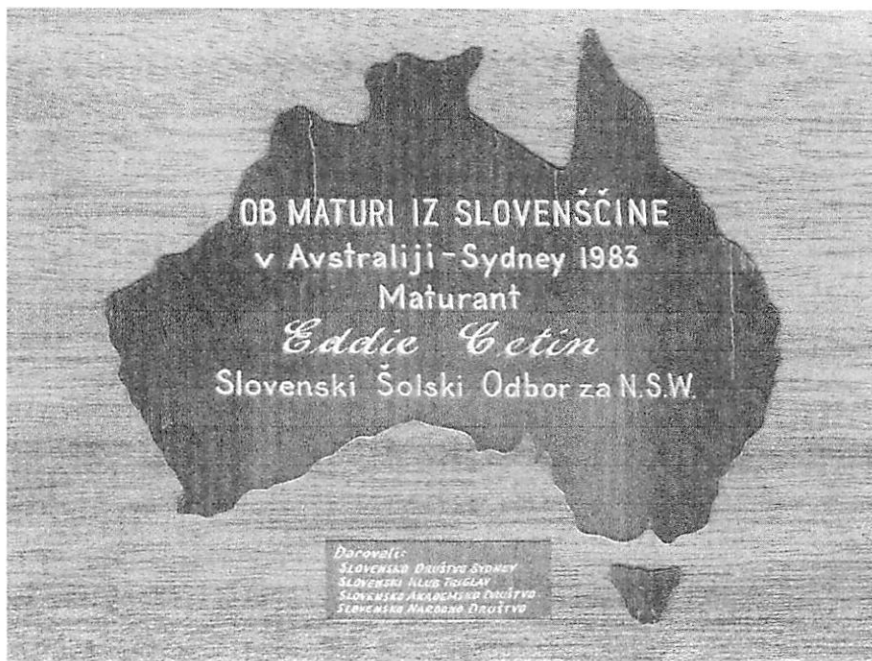 OB MATURI IZ SLOVENŠČINE
v Avstraliji - Sydney 1983
Maturant
Eddie Cetin
Slovenski Šolski Odbor za N.S.W.
Darovali:
SLOVENSKO DRUŠTVO SYDNEY
SLOVENSKI KLUB TRIGLAV
SLOVENSKO AKADEMSKO DRUŠTVO
SLOVENSKO NARODNO DRUŠTVO